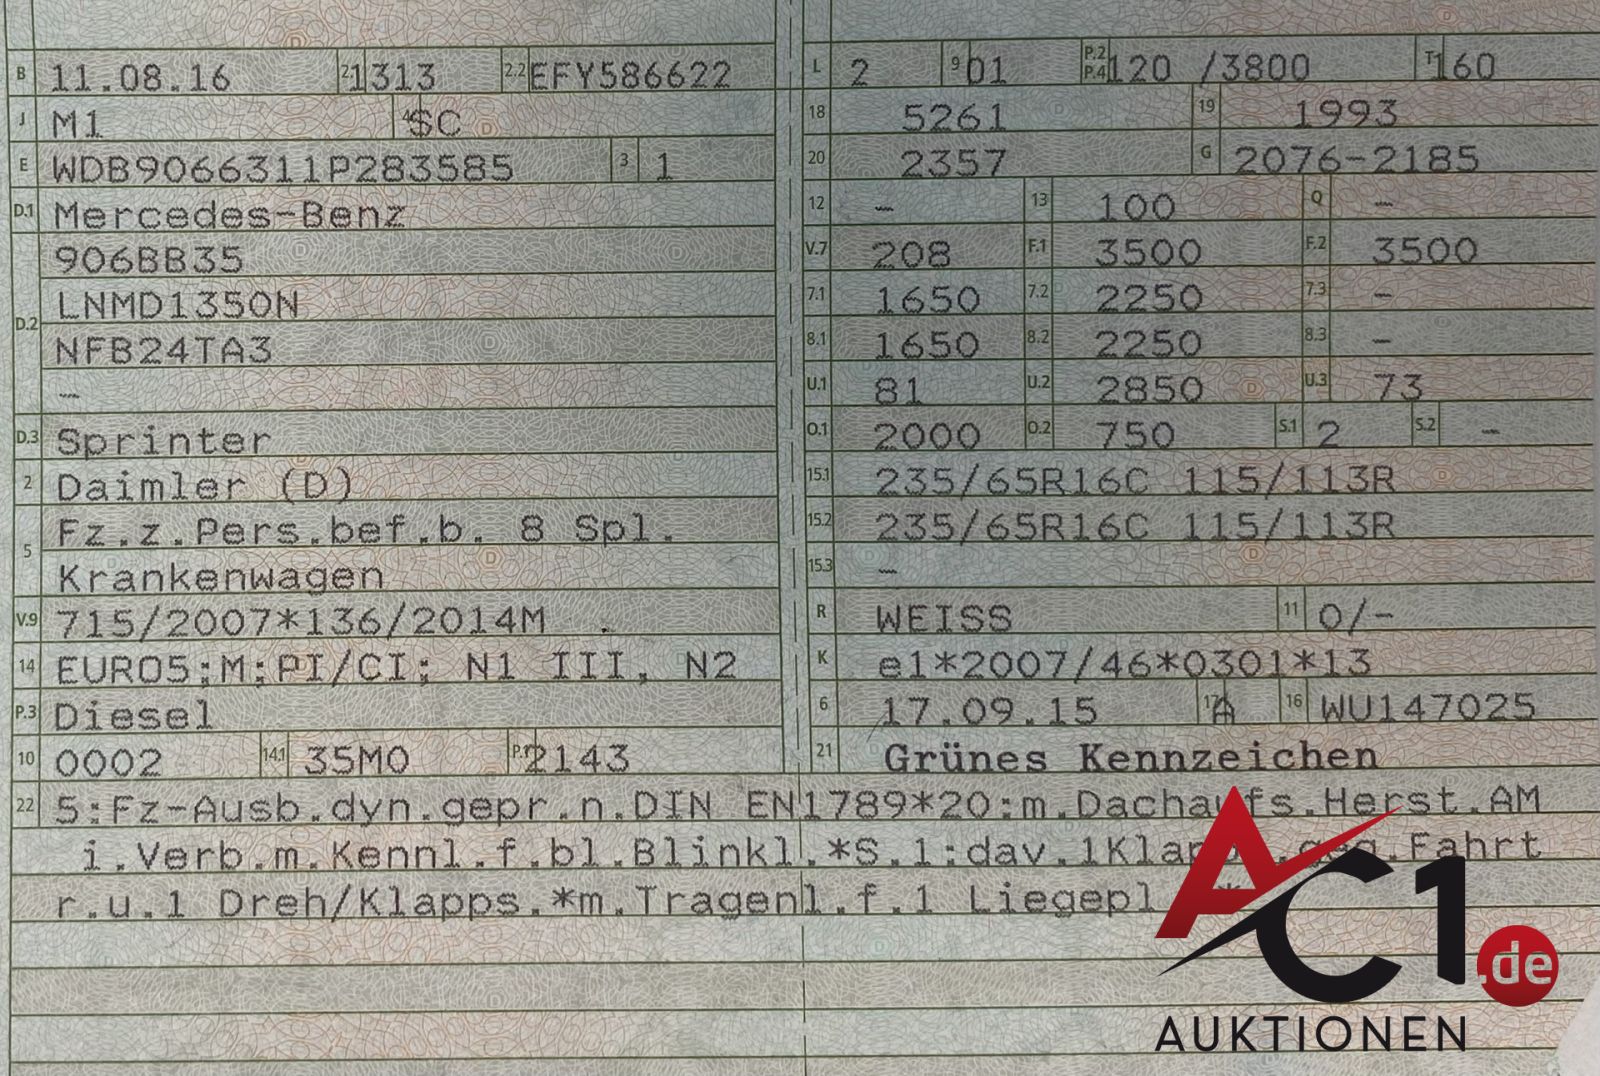 B 11.08.16 2.1 1313 2.2 EFY586622
J M1 4 SC
E WDB9066311P283585 3 1
D.1 Mercedes-Benz
906BB35
LNMD1350N
D.2
NFB24TA3
–
D.3 Sprinter
2 Daimler (D)
5 Fz.z.Pers.bef.b. 8 Spl.
Krankenwagen
V.9 715/2007*136/2014M .
14 EURO5;M;PI/CI; N1 III, N2
P.3 Diesel
10 0002 14.1 35M0 P.1 2143
L 2 9 01 P.2 P.4 120 /3800 T 160
18 5261 19 1993
20 2357 G 2076-2185
12 – 13 100 Q –
V.7 208 F.1 3500 F.2 3500
7.1 1650 7.2 2250 7.3 –
8.1 1650 8.2 2250 8.3 –
U.1 81 U.2 2850 U.3 73
O.1 2000 O.2 750 S.1 2 S.2 –
15.1 235/65R16C 115/113R
15.2 235/65R16C 115/113R
15.3 –
R WEISS 11 0/-
K e1*2007/46*0301*13
6 17.09.15 17 A 16 WU147025
21 Grünes Kennzeichen
22 5:Fz-Ausb.dyn.gepr.n.DIN EN1789*20:m.Dachaufs.Herst.AM
i.Verb.m.Kennl.f.bl.Blinkl.*S.1:dav.1Klapps.geg.Fahrt
r.u.1 Dreh/Klapps.*m.Tragenl.f.1 Liegepl.*
AC1.de
AUKTIONEN